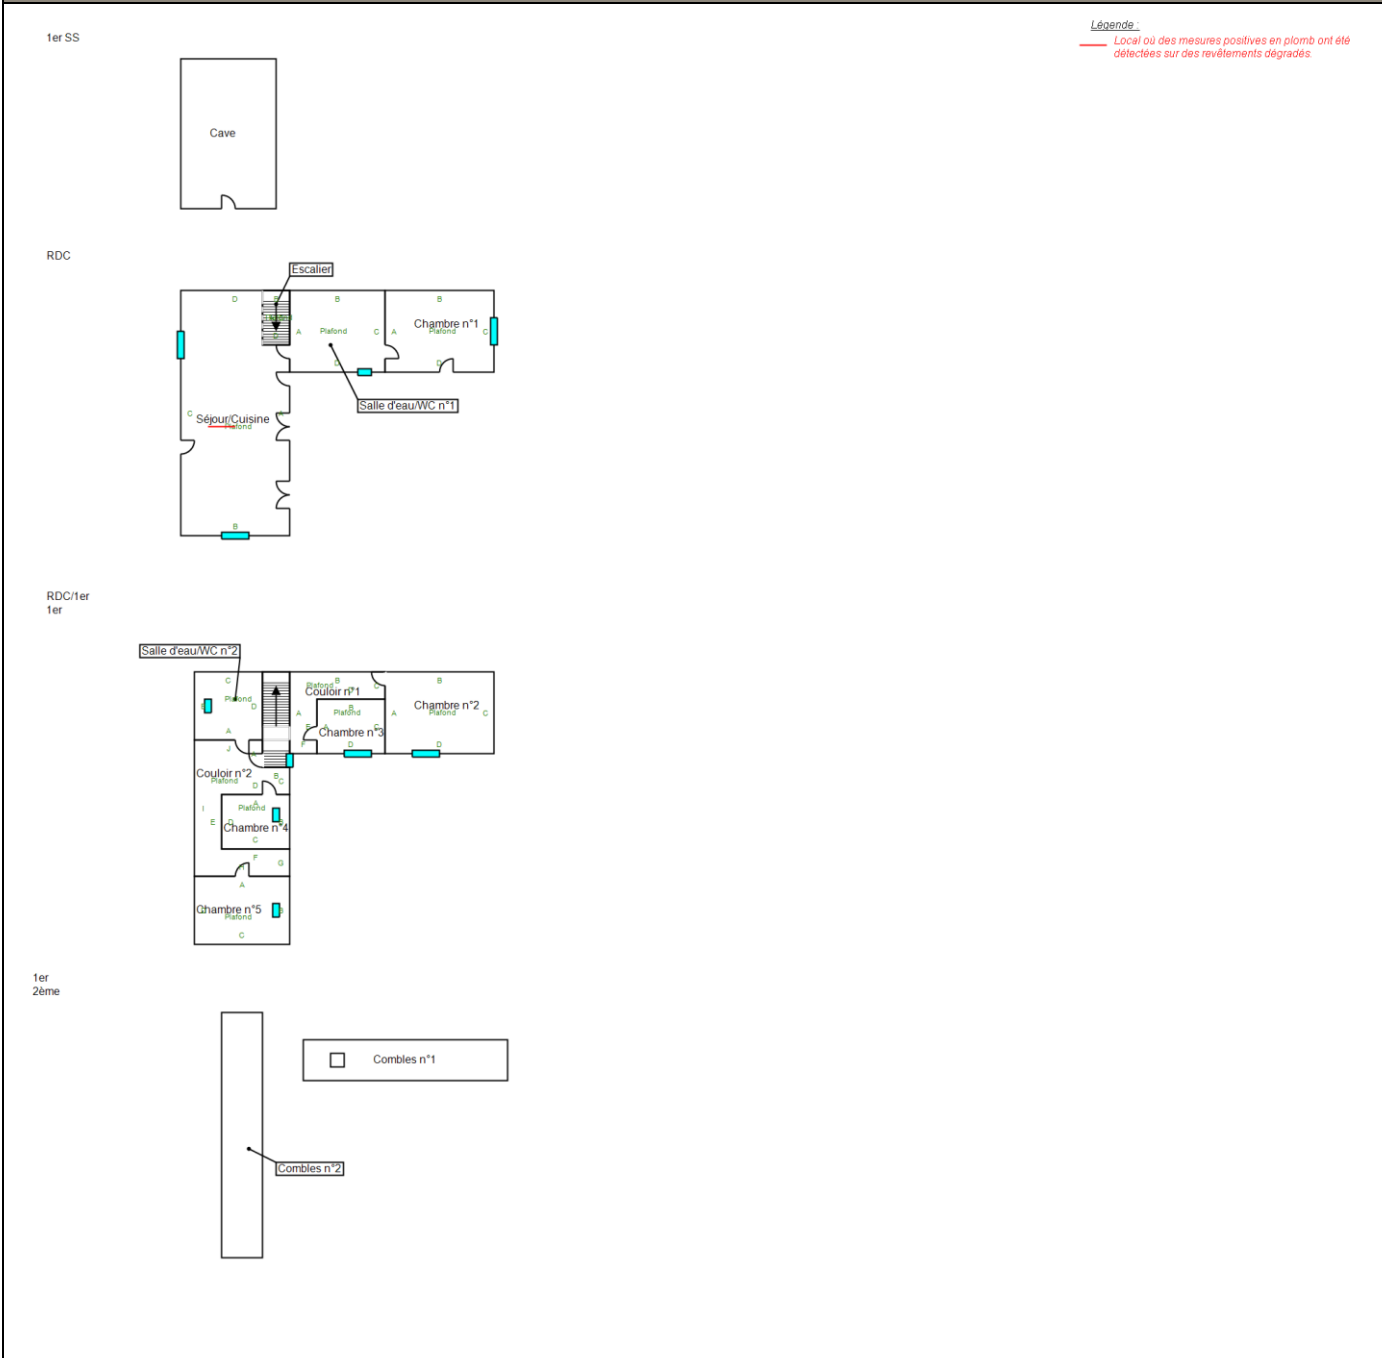 Légende :
Local où des mesures positives en plomb ont été
détectées sur des revêtements dégradés.
1er SS
Cave
RDC
Escalier
D
B
B
B
D
A
Plafond
C
A
Chambre n°1
Plafond
C
D
D
Salle d'eau/WC n°1
C
A
Séjour/Cuisine
Plafond
B
RDC/1er
1er
Salle d'eau/WC n°2
C
Plafond
D
A
Plafond
B
C
Couloir n°1
A
B
Plafond
E
A
C
Chambre n°3
F
D
B
Chambre n°2
A
Plafond
C
D
J
A
Couloir n°2
Plafond
B
C
D
A
I
Plafond
E
D
B
Chambre n°4
C
F
G
H
A
Chambre n°5
B
Plafond
C
1er
2ème
Combles n°1
Combles n°2